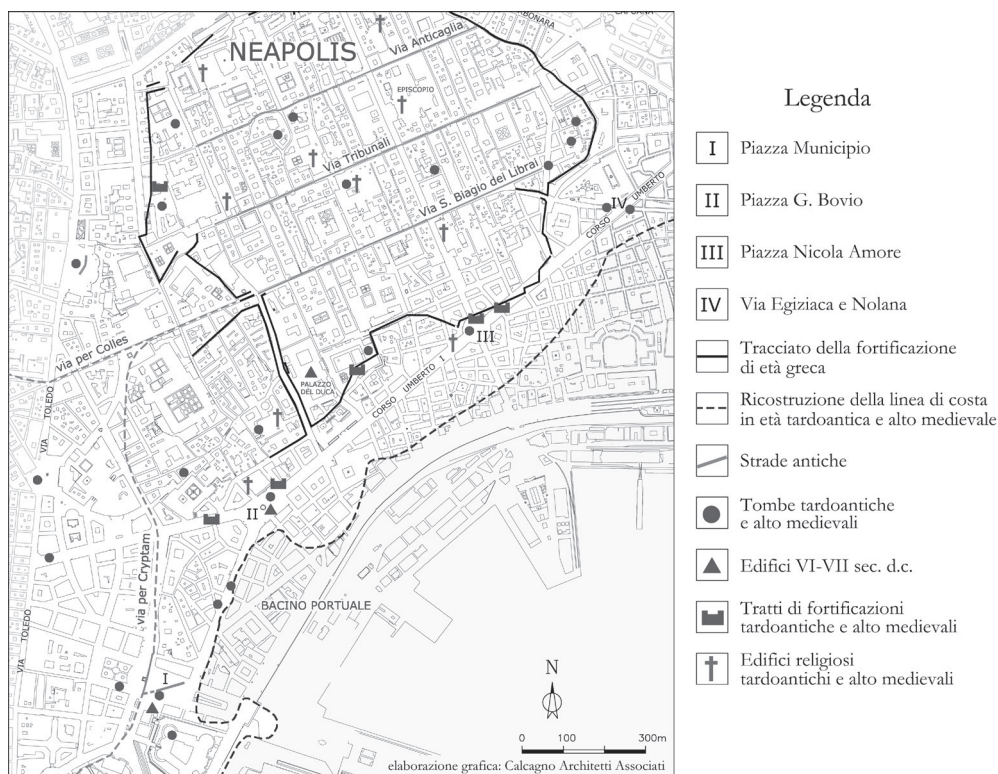 NEAPOLIS
Via Anticaglia
EPISCOPIO
Via Tribunali
Via S. Biagio dei Librai
IV
CORSO UMBERTO
via per Colles
III
PALAZZO
DEL DUCA
CORSO UMBERTO I
VIA TOLEDO
II
via per Cryptam
BACINO PORTUALE
VIA TOLEDO
I
N
0 100 300m
elaborazione grafica: Calcagno Architetti Associati
Legenda
I Piazza Municipio
II Piazza G. Bovio
III Piazza Nicola Amore
IV Via Egiziaca e Nolana
Tracciato della fortificazione
di età greca
Ricostruzione della linea di costa
in età tardoantica e alto medievale
Strade antiche
Tombe tardoantiche
e alto medievali
Edifici VI-VII sec. d.c.
Tratti di fortificazioni
tardoantiche e alto medievali
Edifici religiosi
tardoantichi e alto medievali